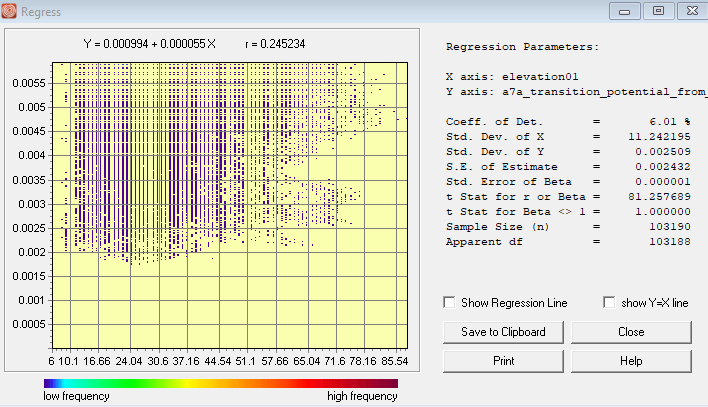 Regress
Y = 0.000994 + 0.000055X r = 0.245234
0.0055
0.005
0.0045
0.004
0.0035
0.003
0.0025
0.002
0.0015
0.001
0.0005
6 10.1 16.66 24.04 30.6 37.16 44.54 51.1 57.66 65.04 71.6 78.16 85.54
low frequency high frequency
Regression Parameters:
X axis: elevation01
Y axis: a7a_transition_potential_from_
Coeff. of Det. = 6.01 %
Std. Dev. of X = 11.242195
Std. Dev. of Y = 0.002509
S.E. of Estimate = 0.002432
Std. Error of Beta = 0.000001
t Stat for r or Beta = 81.257689
t Stat for Beta <> 1 = 1.000000
Sample Size (n) = 103190
Apparent df = 103188
Show Regression Line show Y=X line
Save to Clipboard Close
Print Help